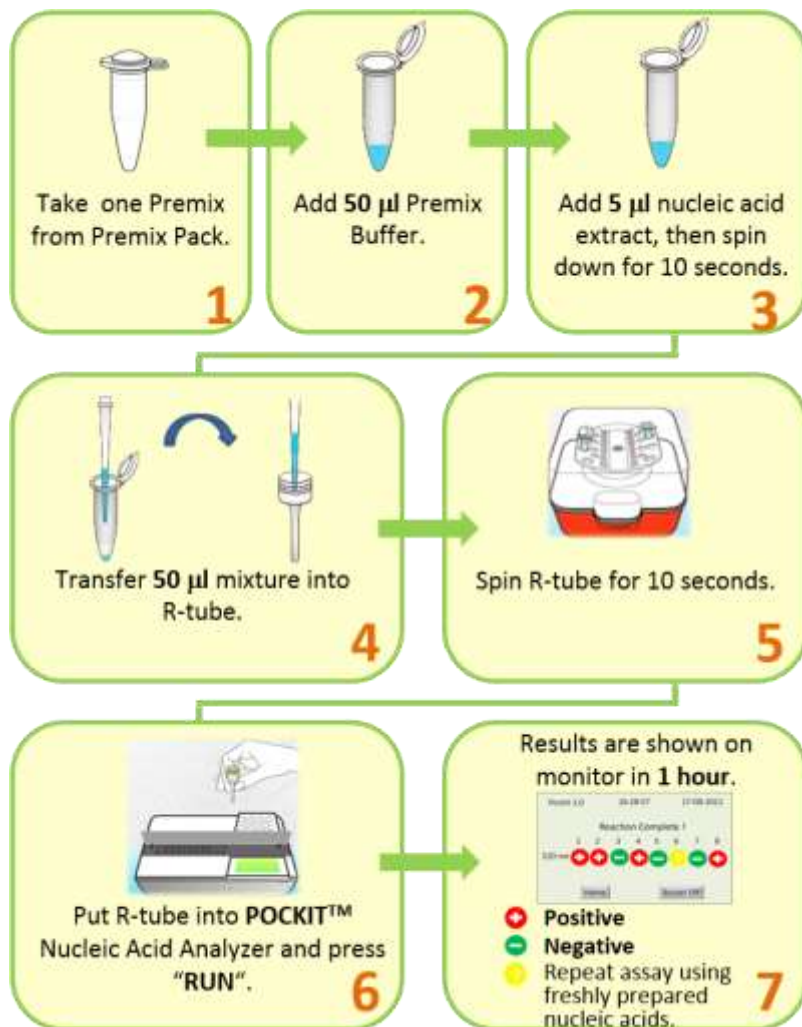 Take one Premix
from Premix Pack.
1
Add 50 µl Premix
Buffer.
2
Add 5 µl nucleic acid
extract, then spin
down for 10 seconds.
3
Transfer 50 µl mixture into
R-tube.
4
Spin R-tube for 10 seconds.
5
Put R-tube into POCKIT™
Nucleic Acid Analyzer and press
“RUN“.
6
Results are shown on
monitor in 1 hour.
Reaction Complete !
1 2 3 4 5 6 7 8
Positive
Negative
Repeat assay using
freshly prepared
nucleic acids.
7